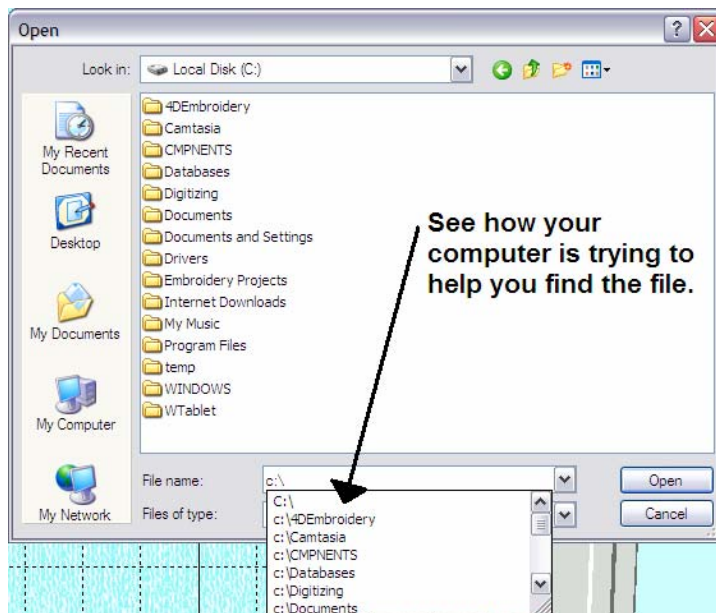 Open
Look in:
Local Disk (C:)
My Recent
Documents
Desktop
My Documents
My Computer
My Network
4DEmbroidery
Camtasia
CMPNENTS
Databases
Digitizing
Documents
Documents and Settings
Drivers
Embroidery Projects
Internet Downloads
My Music
Program Files
temp
WINDOWS
WTablet
See how your
computer is trying to
help you find the file.
File name:
c:\
Open
Files of type:
Cancel
C:\
c:\4DEmbroidery
c:\Camtasia
c:\CMPNENTS
c:\Databases
c:\Digitizing
c:\Documents